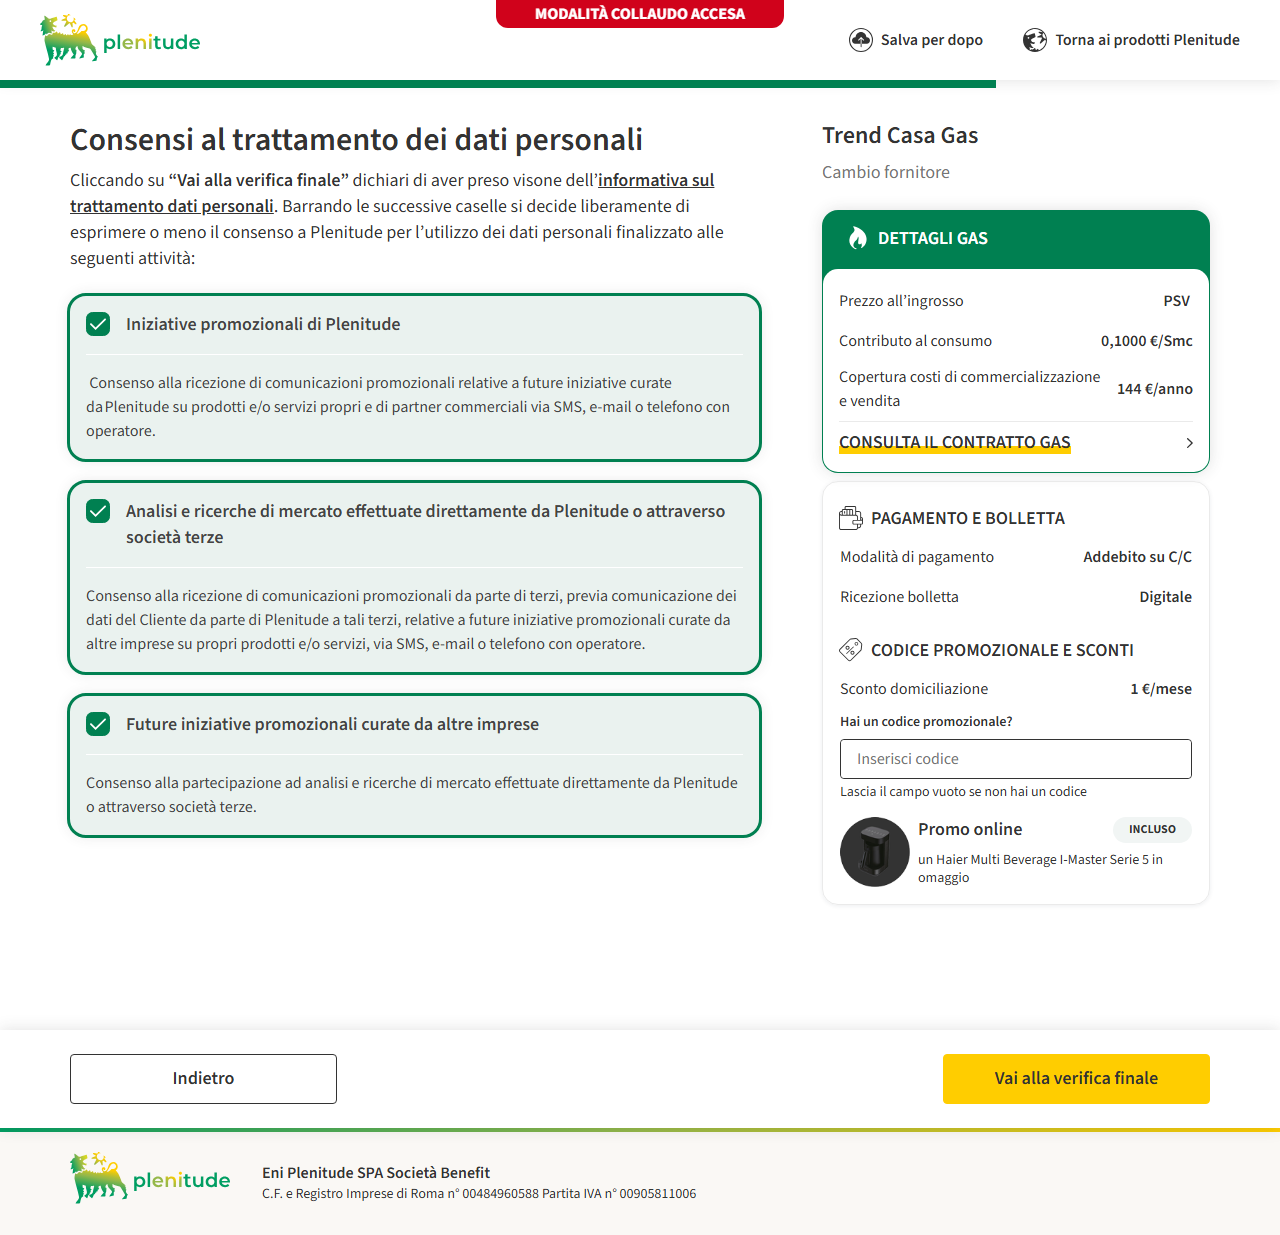 MODALITÀ COLLAUDO ACCESA
plenitude
Salva per dopo
Torna ai prodotti Plenitude
Consensi al trattamento dei dati personali
Cliccando su “Vai alla verifica finale” dichiari di aver preso visone dell’informativa sul
trattamento dati personali. Barrando le successive caselle si decide liberamente di
esprimere o meno il consenso a Plenitude per l’utilizzo dei dati personali finalizzato alle
seguenti attività:
Iniziative promozionali di Plenitude
Consenso alla ricezione di comunicazioni promozionali relative a future iniziative curate
da Plenitude su prodotti e/o servizi propri e di partner commerciali via SMS, e-mail o telefono con
operatore.
Analisi e ricerche di mercato effettuate direttamente da Plenitude o attraverso
società terze
Consenso alla ricezione di comunicazioni promozionali da parte di terzi, previa comunicazione dei
dati del Cliente da parte di Plenitude a tali terzi, relative a future iniziative promozionali curate da
altre imprese su propri prodotti e/o servizi, via SMS, e-mail o telefono con operatore.
Future iniziative promozionali curate da altre imprese
Consenso alla partecipazione ad analisi e ricerche di mercato effettuate direttamente da Plenitude
o attraverso società terze.
Trend Casa Gas
Cambio fornitore
DETTAGLI GAS
Prezzo all’ingrosso PSV
Contributo al consumo 0,1000 €/Smc
Copertura costi di commercializzazione
e vendita 144 €/anno
CONSULTA IL CONTRATTO GAS
PAGAMENTO E BOLLETTA
Modalità di pagamento Addebito su C/C
Ricezione bolletta Digitale
CODICE PROMOZIONALE E SCONTI
Sconto domiciliazione 1 €/mese
Hai un codice promozionale?
Inserisci codice
Lascia il campo vuoto se non hai un codice
Promo online INCLUSO
un Haier Multi Beverage I-Master Serie 5 in
omaggio
Indietro
Vai alla verifica finale
plenitude
Eni Plenitude SPA Società Benefit
C.F. e Registro Imprese di Roma n° 00484960588 Partita IVA n° 00905811006